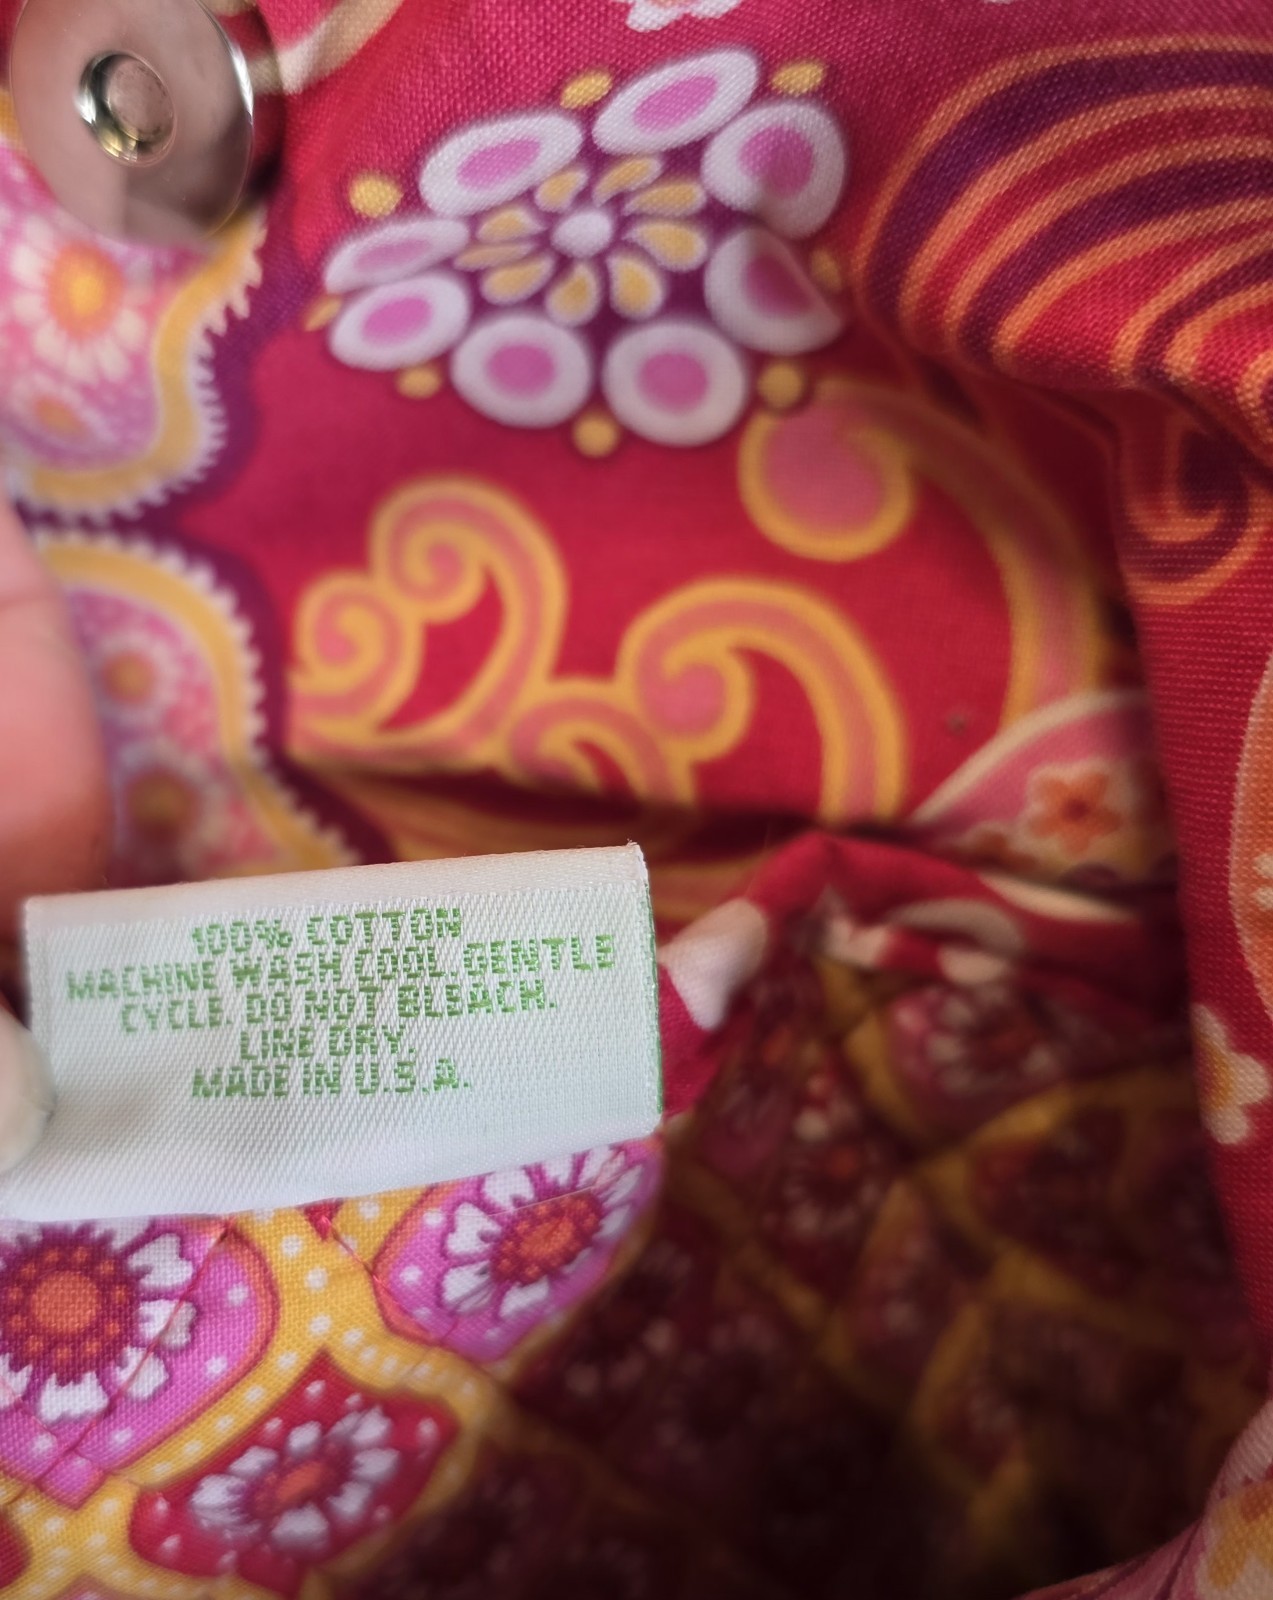 100% COTTON
MACHINE WASH COOL. GENTLE
CYCLE. DO NOT BLEACH.
LINE DRY.
MADE IN U.S.A.